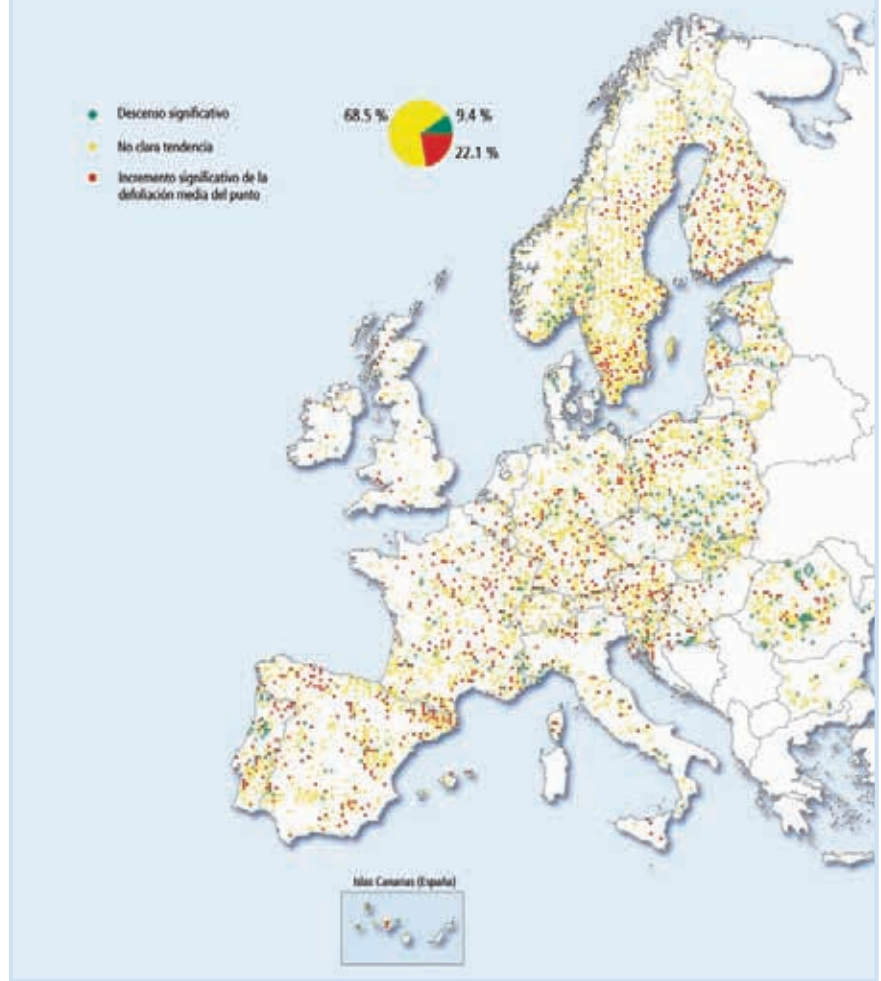 Descenso significativo
No clara tendencia
Incremento significativo de la
defoliación media del punto
68.5 %
9.4 %
22.1 %
Islas Canarias (España)